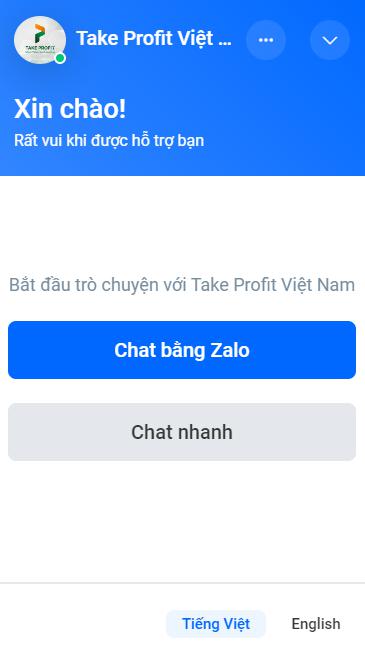 TAKE PROFIT
Take Profit Việt ...
Xin chào!
Rất vui khi được hỗ trợ bạn
Bắt đầu trò chuyện với Take Profit Việt Nam
Chat bằng Zalo
Chat nhanh
Tiếng Việt English